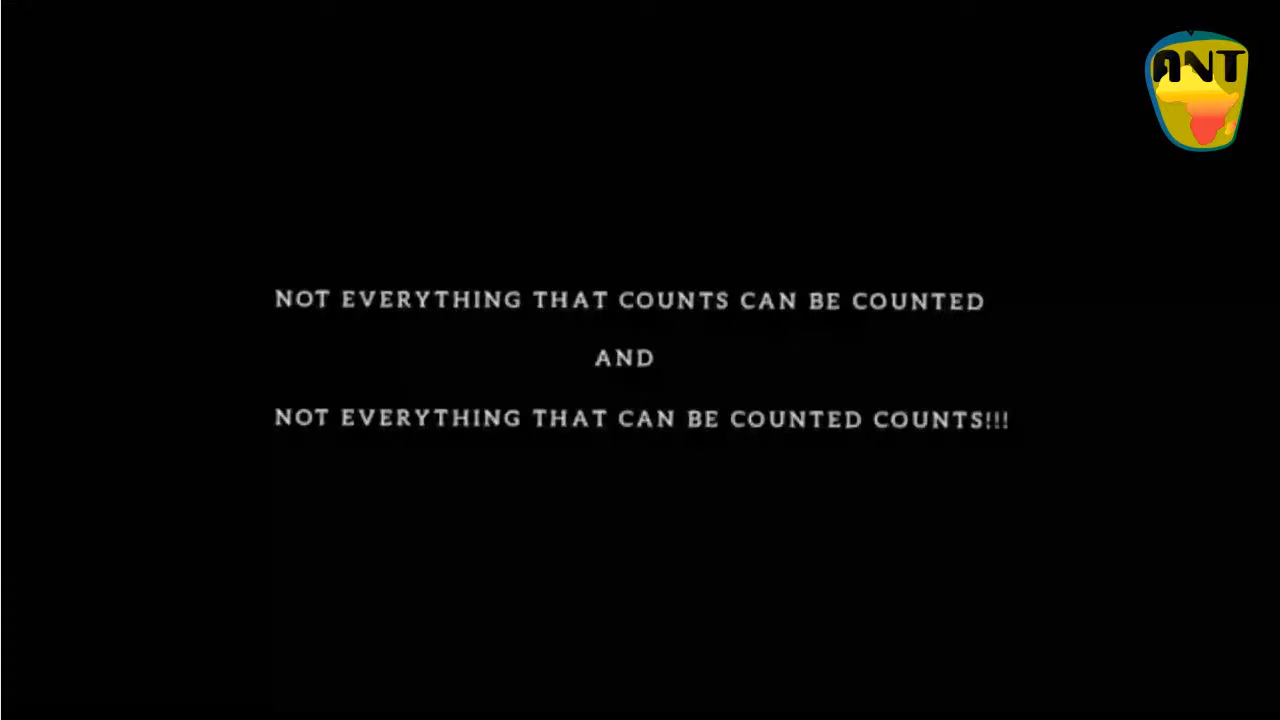 ANT
NOT EVERYTHING THAT COUNTS CAN BE COUNTED
AND
NOT EVERYTHING THAT CAN BE COUNTED COUNTS!!!